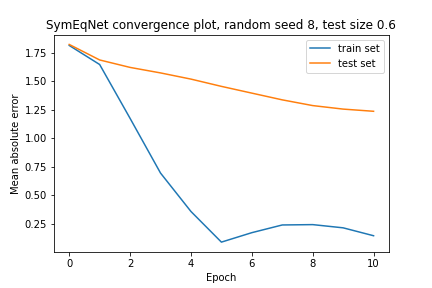 SymEqNet convergence plot, random seed 8, test size 0.6
train set
test set
1.75
1.50
1.25
1.00
0.75
0.50
0.25
Mean absolute error
0 2 4 6 8 10
Epoch